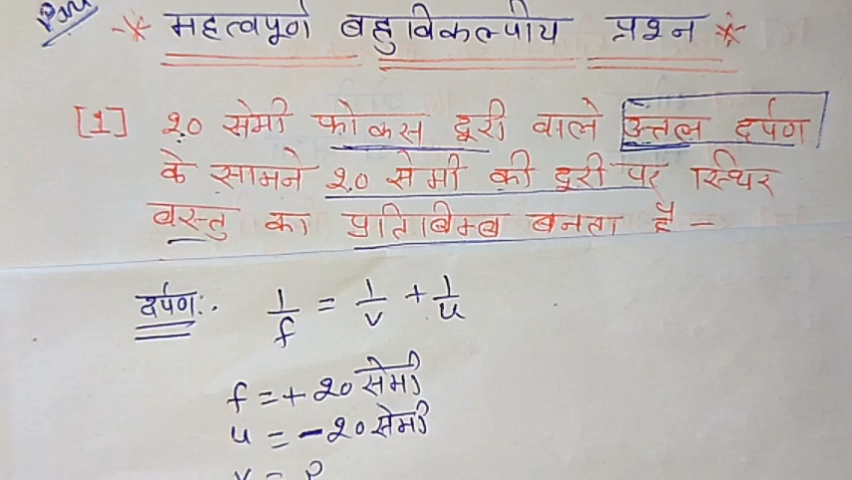 Part
* महत्वपूर्ण बहुविकल्पीय प्रश्न *
[1] 20 सेमी फोकस दूरी वाले उत्तल दर्पण
के सामने 20 सेमी की दूरी पर स्थिर
वस्तु का प्रतिबिम्ब बनता है -
दर्पण:- 1/f = 1/v + 1/u
f = + 20 सेमी
u = - 20 सेमी
v = ?